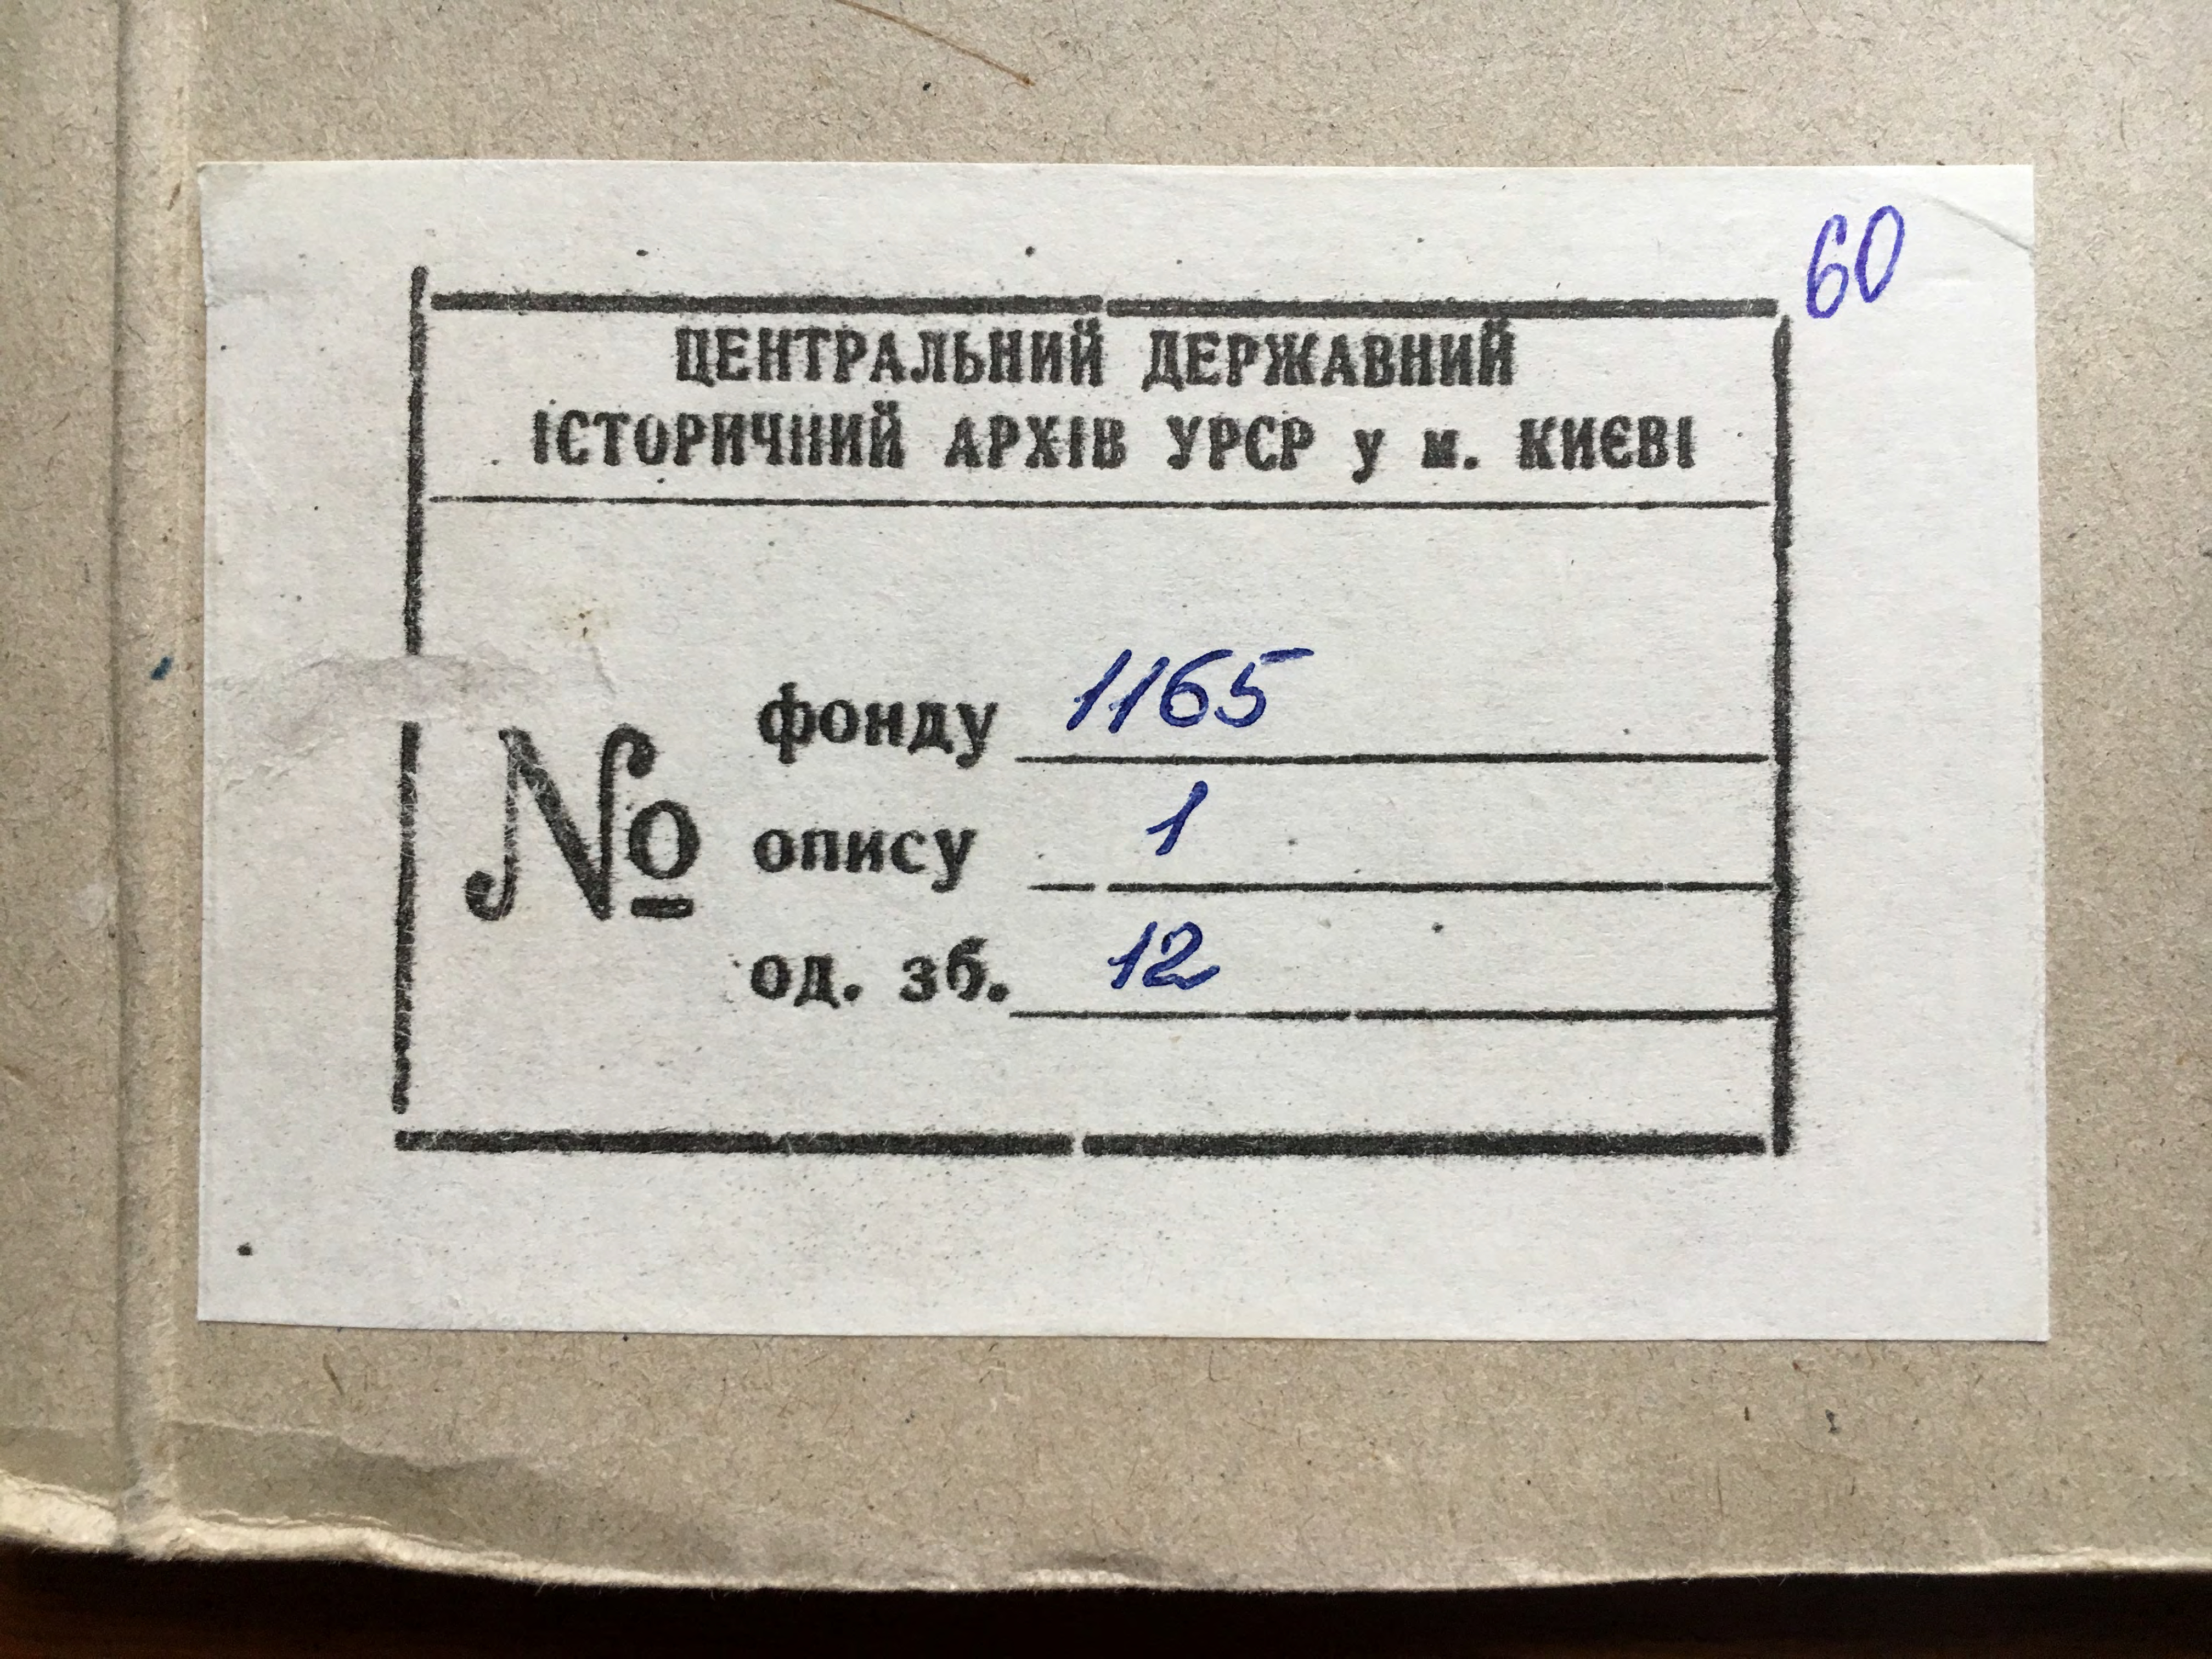 60
ЦЕНТРАЛЬНИЙ ДЕРЖАВНИЙ
ІСТОРИЧНИЙ АРХІВ УРСР у м. КИЄВІ
№
фонду 1165
опису 1
од. зб. 12